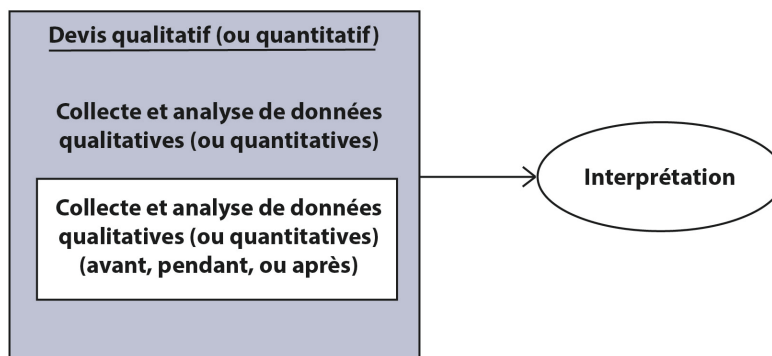 Devis qualitatif (ou quantitatif)
Collecte et analyse de données
qualitatives (ou quantitatives)
Collecte et analyse de données
qualitatives (ou quantitatives)
(avant, pendant, ou après)
Interprétation